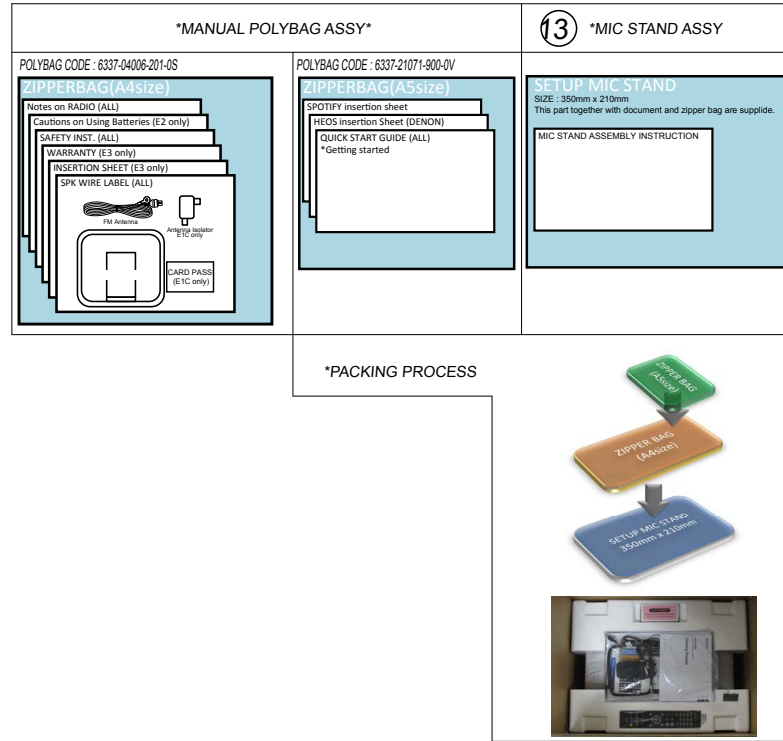 *MANUAL POLYBAG ASSY*
13 *MIC STAND ASSY
POLYBAG CODE : 6337-04006-201-0S
ZIPPERBAG(A4size)
Notes on RADIO (ALL)
Cautions on Using Batteries (E2 only)
SAFETY INST. (ALL)
WARRANTY (E3 only)
INSERTION SHEET (E3 only)
SPK WIRE LABEL (ALL)
FM Antenna
Antenna Isolator
E1C only
CARD PASS
(E1C only)
POLYBAG CODE : 6337-21071-900-0V
ZIPPERBAG(A5size)
SPOTIFY insertion sheet
HEOS insertion Sheet (DENON)
QUICK START GUIDE (ALL)
*Getting started
SETUP MIC STAND
SIZE : 350mm x 210mm
This part together with document and zipper bag are supplide.
MIC STAND ASSEMBLY INSTRUCTION
*PACKING PROCESS
ZIPPER BAG
(A5size)
ZIPPER BAG
(A4size)
SETUP MIC STAND
350mm x 210mm